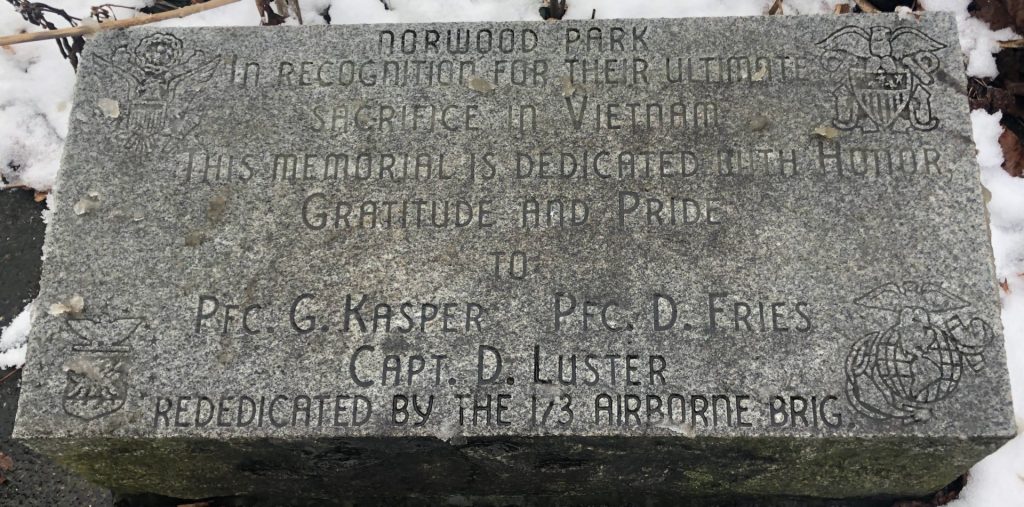 NORWOOD PARK
IN RECOGNITION FOR THEIR ULTIMATE
SACRIFICE IN VIETNAM
THIS MEMORIAL IS DEDICATED WITH HONOR,
GRATITUDE AND PRIDE
TO:
PFC. G. KASPER PFC. D. FRIES
CAPT. D. LUSTER
REDEDICATED BY THE 1/3 AIRBORNE BRIG.